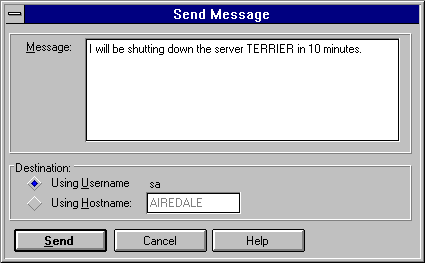 Send Message
Message:
I will be shutting down the server TERRIER in 10 minutes.
Destination:
Using Username sa
Using Hostname: AIREDALE
Send Cancel Help